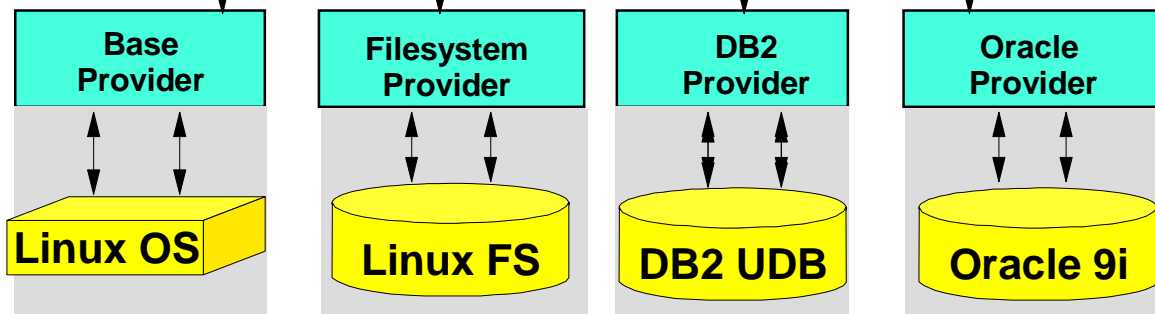 Base
Provider
Filesystem
Provider
DB2
Provider
Oracle
Provider
Linux OS
Linux FS
DB2 UDB
Oracle 9i